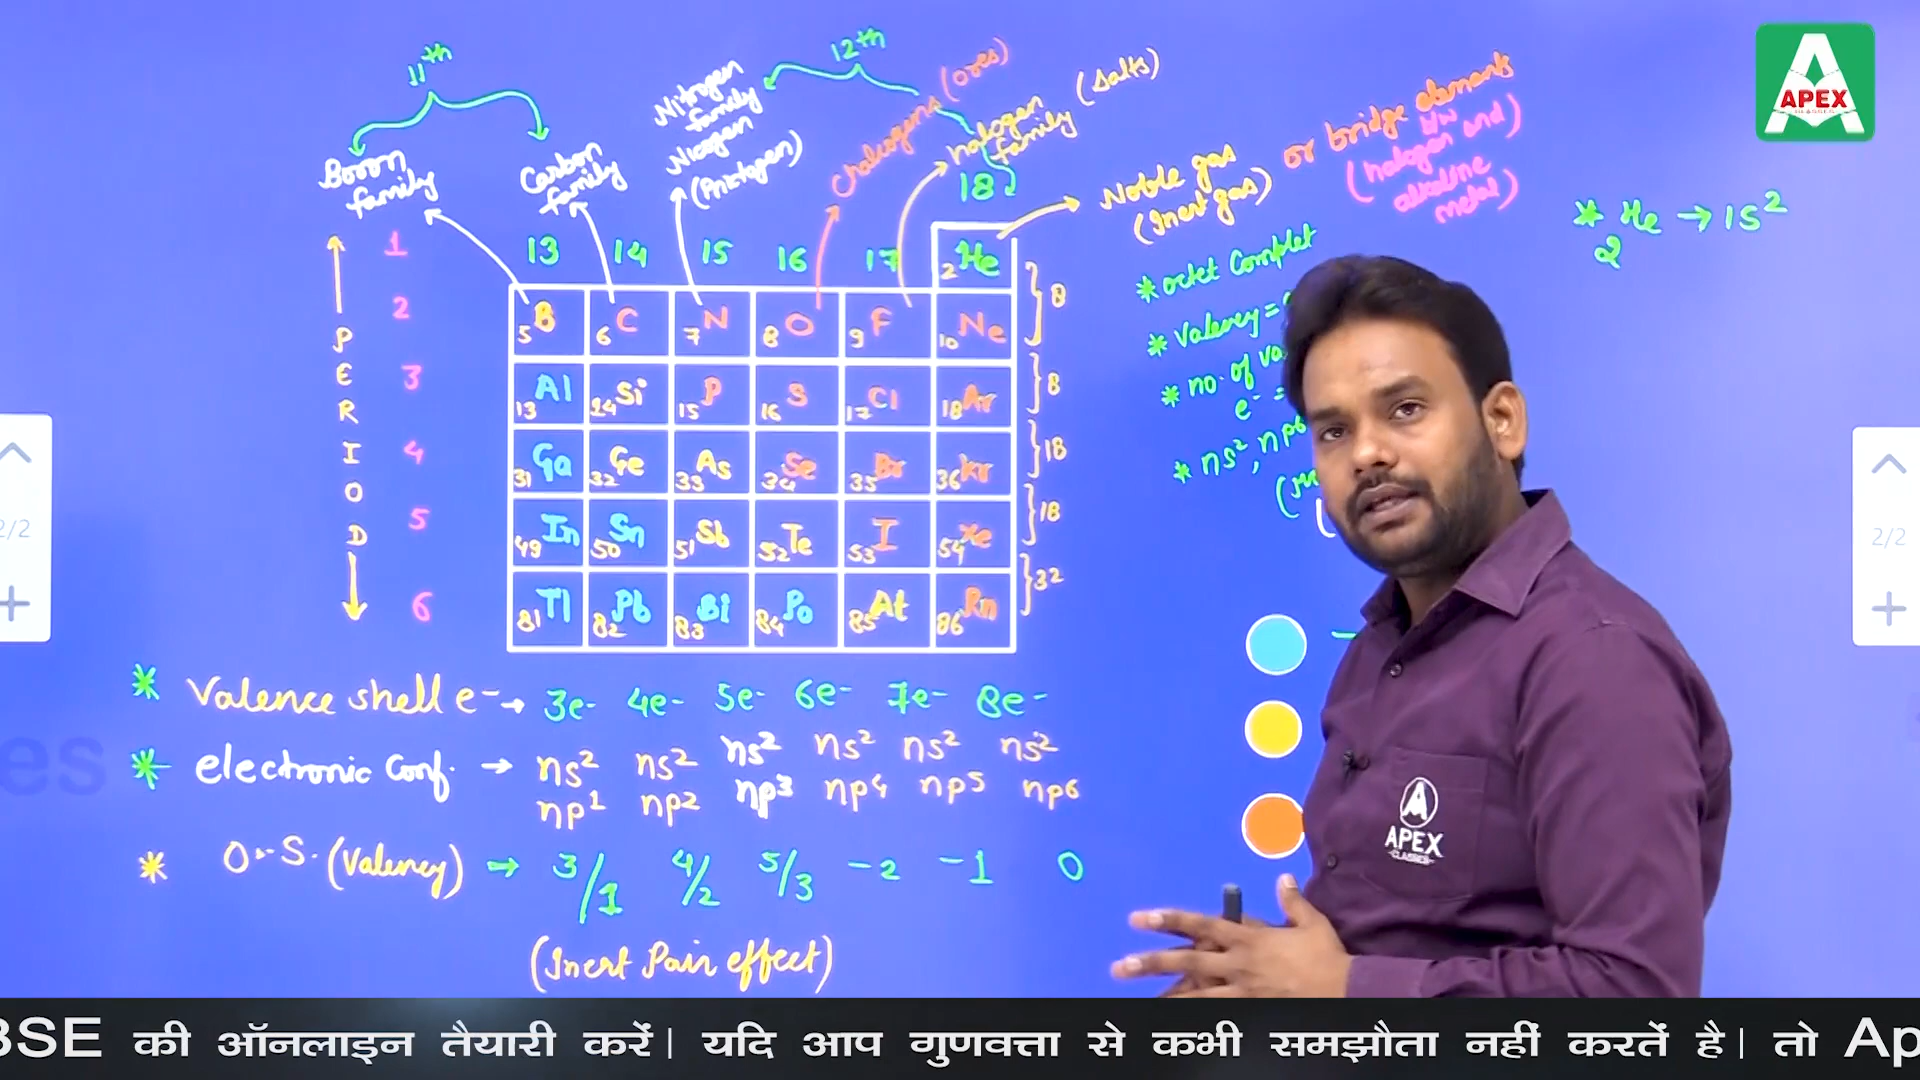 11th
12th
Boron
family
Carbon
family
Nitrogen
family
Nicogen
(Pnictogen)
Chalcogens (ores)
halogen
family
(Salts)
Noble gas
(Inert gas)
or bridge elements
(halogen and)
alkaline
metal)
* 2He → 1S²
APEX
13 14 15 16 17 18
PERIOD
1
2
3
4
5
6
2He
5B 6C 7N 8O 9F 10Ne
13Al 14Si 15P 16S 17Cl 18Ar
31Ga 32Ge 33As 34Se 35Br 36Kr
49In 50Sn 51Sb 52Te 53I 54Xe
81Tl 82Pb 83Bi 84Po 85At 86Rn
}8
}8
}18
}18
}32
* octet Complet
* Valency =
* no. of va
e⁻ =
* ns², np6
* Valence shell e⁻ → 3e⁻ 4e⁻ 5e⁻ 6e⁻ 7e⁻ 8e⁻
* electronic Conf. → ns² ns² ns² ns² ns² ns²
np1 np2 np3 np4 np5 np6
* O.S. (Valency) → 3/1 4/2 5/3 -2 -1 0
(Inert Pair effect)
2/2
2/2
es
APEX
CLASSES
BSE की ऑनलाइन तैयारी करें| यदि आप गुणवत्ता से कभी समझौता नहीं करतें है| तो Ap